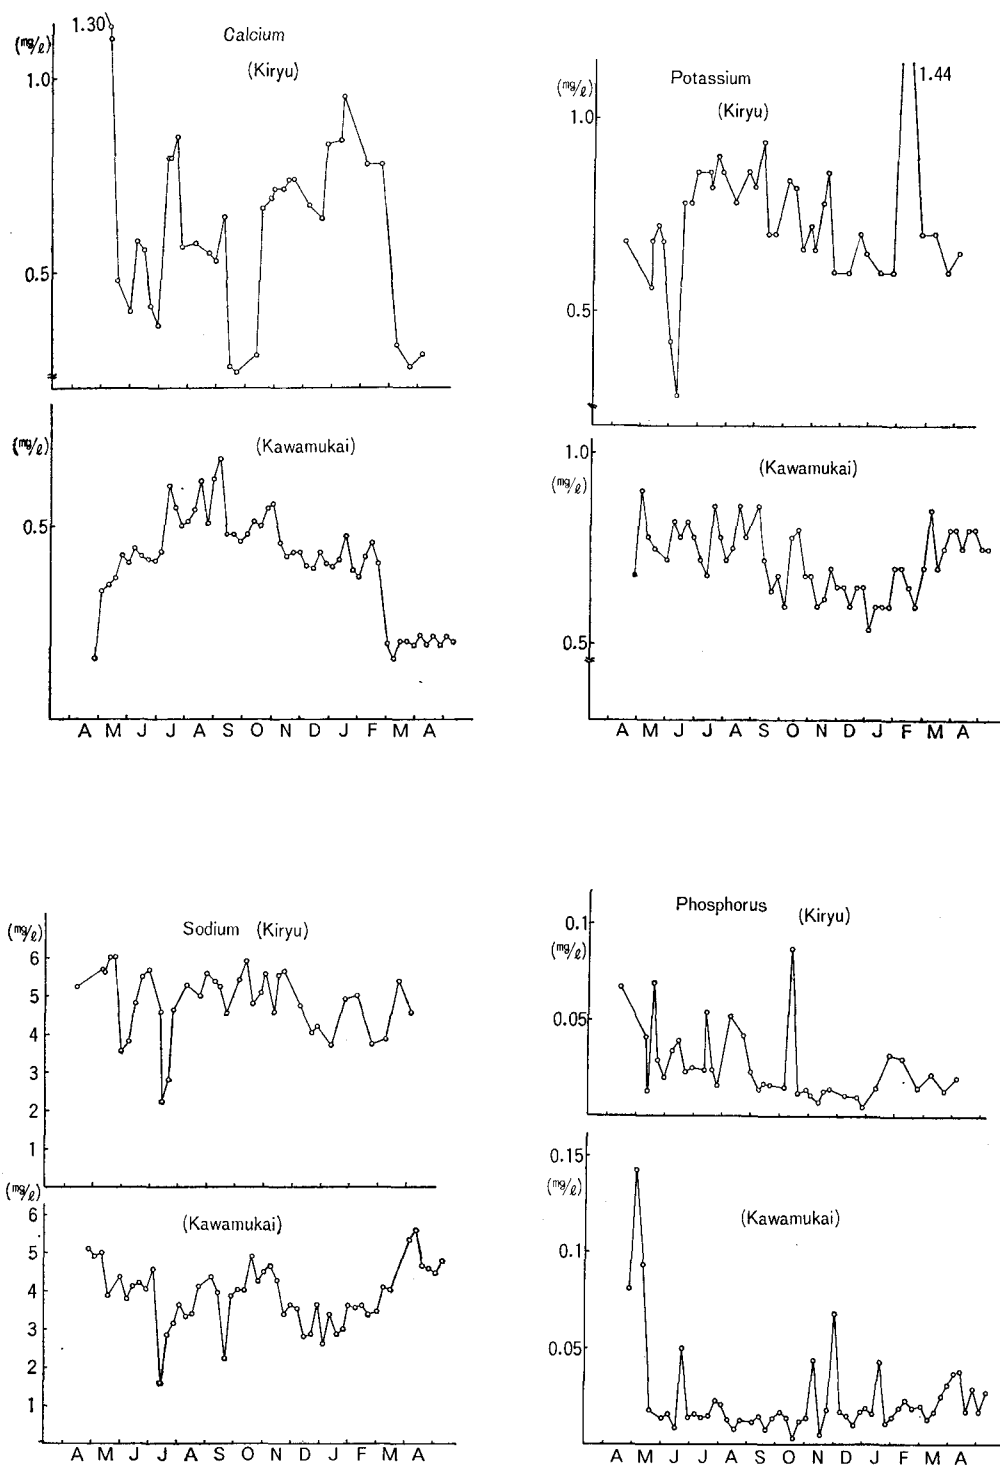 1.30
(mg/ℓ)
Calcium
(Kiryu)
1.0
0.5
(mg/ℓ)
(Kawamukai)
0.5
A M J J A S O N D J F M A
(mg/ℓ)
Potassium
(Kiryu)
1.44
1.0
0.5
1.0
(mg/ℓ)
(Kawamukai)
0.5
A M J J A S O N D J F M A
(mg/ℓ)
Sodium (Kiryu)
6
5
4
3
2
1
(mg/ℓ)
6
(Kawamukai)
5
4
3
2
1
A M J J A S O N D J F M A
0.1
Phosphorus (Kiryu)
(mg/ℓ)
0.05
0.15
(mg/ℓ)
(Kawamukai)
0.1
0.05
A M J J A S O N D J F M A